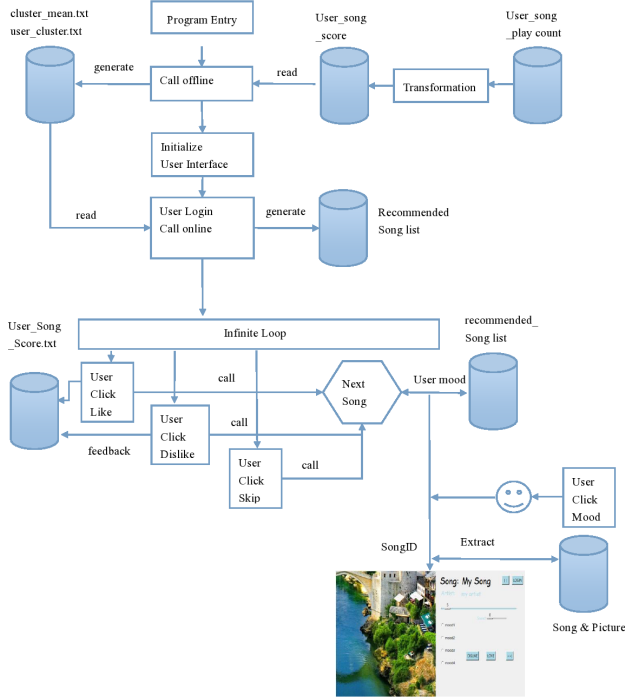 cluster_mean.txt
user_cluster.txt
Program Entry
User_song
_score
User_song
_play count
generate
Call offline
read
Transformation
Initialize
User Interface
read
User Login
Call online
generate
Recommended
Song list
User_Song
_Score.txt
Infinite Loop
recommended_
Song list
User
Click
Like
call
Next
Song
User mood
User
Click
Dislike
call
feedback
User
Click
Skip
call
User
Click
Mood
SongID
Extract
Song: My Song
Song & Picture